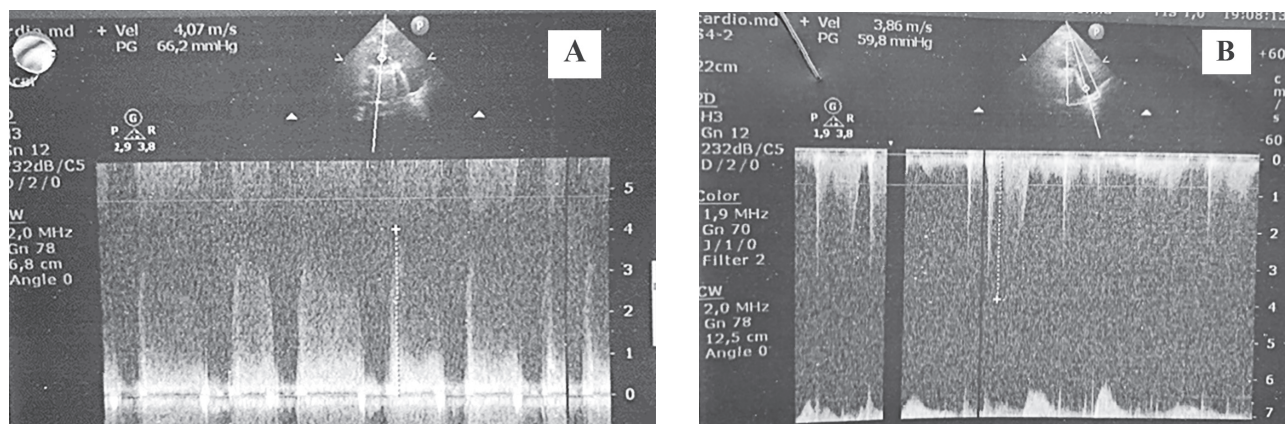 + Vel 4,07 m/s
PG 66,2 mmHg
A
P
G
P R
1,9 3,8
H3
Gn 12
232dB/C5
D/2/0
2,0 MHz
Gn 78
6,8 cm
Angle 0
5
4
3
2
1
0
cardio.md
S4-2
22cm
+ Vel 3,86 m/s
PG 59,8 mmHg
19:08:13
B
P
+60
c
m
s
-60
G
P R
1,9 3,8
H3
Gn 12
232dB/C5
D/2/0
Color
1,9 MHz
Gn 70
J/1/0
Filter 2
CW
2,0 MHz
Gn 78
12,5 cm
Angle 0°
0
1
2
3
4
5
6
7